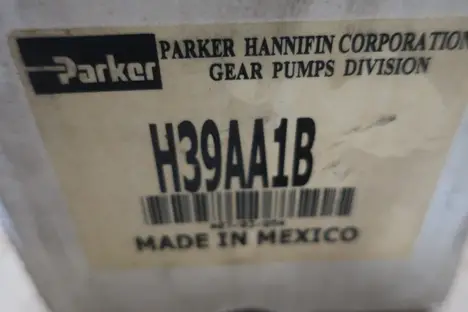 Parker
PARKER HANNIFIN CORPORATION
GEAR PUMPS DIVISION
H39AA1B
MADE IN MEXICO